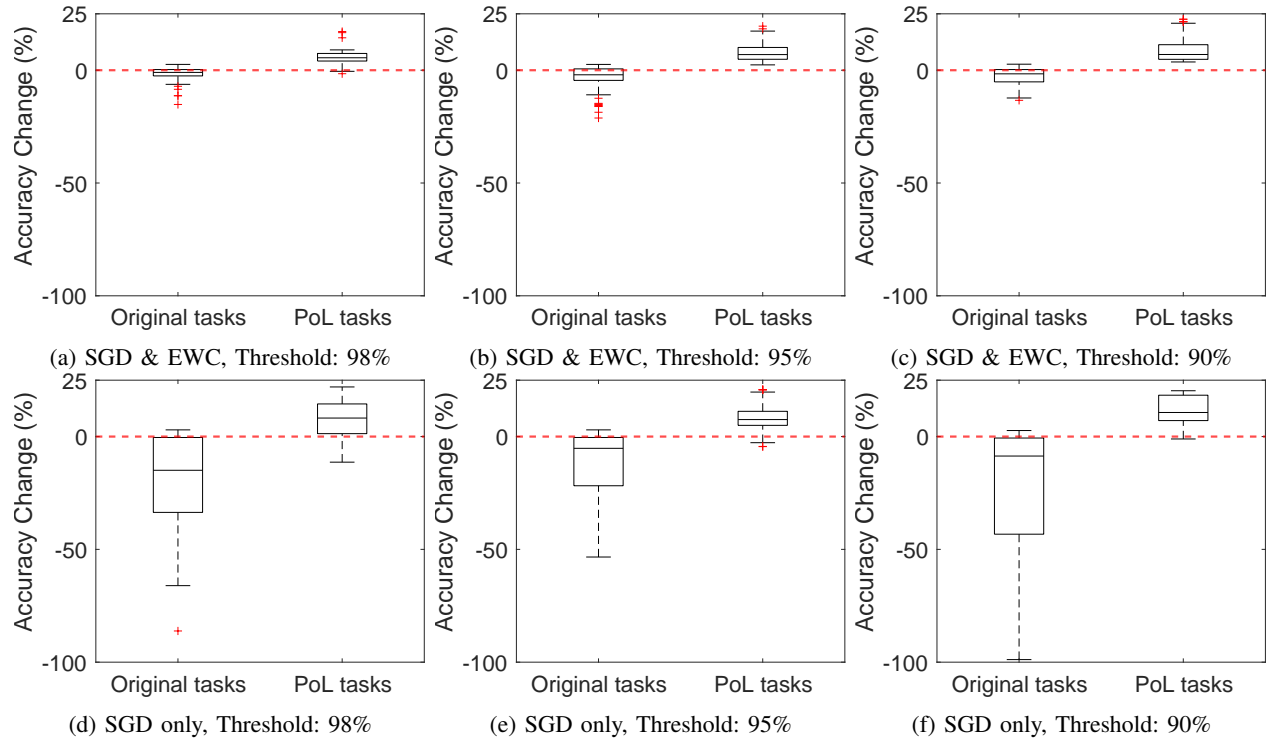 25
0
-50
-100
Accuracy Change (%)
Original tasks PoL tasks
(a) SGD & EWC, Threshold: 98%
25
0
-50
-100
Accuracy Change (%)
Original tasks PoL tasks
(b) SGD & EWC, Threshold: 95%
25
0
-50
-100
Accuracy Change (%)
Original tasks PoL tasks
(c) SGD & EWC, Threshold: 90%
25
0
-50
-100
Accuracy Change (%)
Original tasks PoL tasks
(d) SGD only, Threshold: 98%
25
0
-50
-100
Accuracy Change (%)
Original tasks PoL tasks
(e) SGD only, Threshold: 95%
25
0
-50
-100
Accuracy Change (%)
Original tasks PoL tasks
(f) SGD only, Threshold: 90%